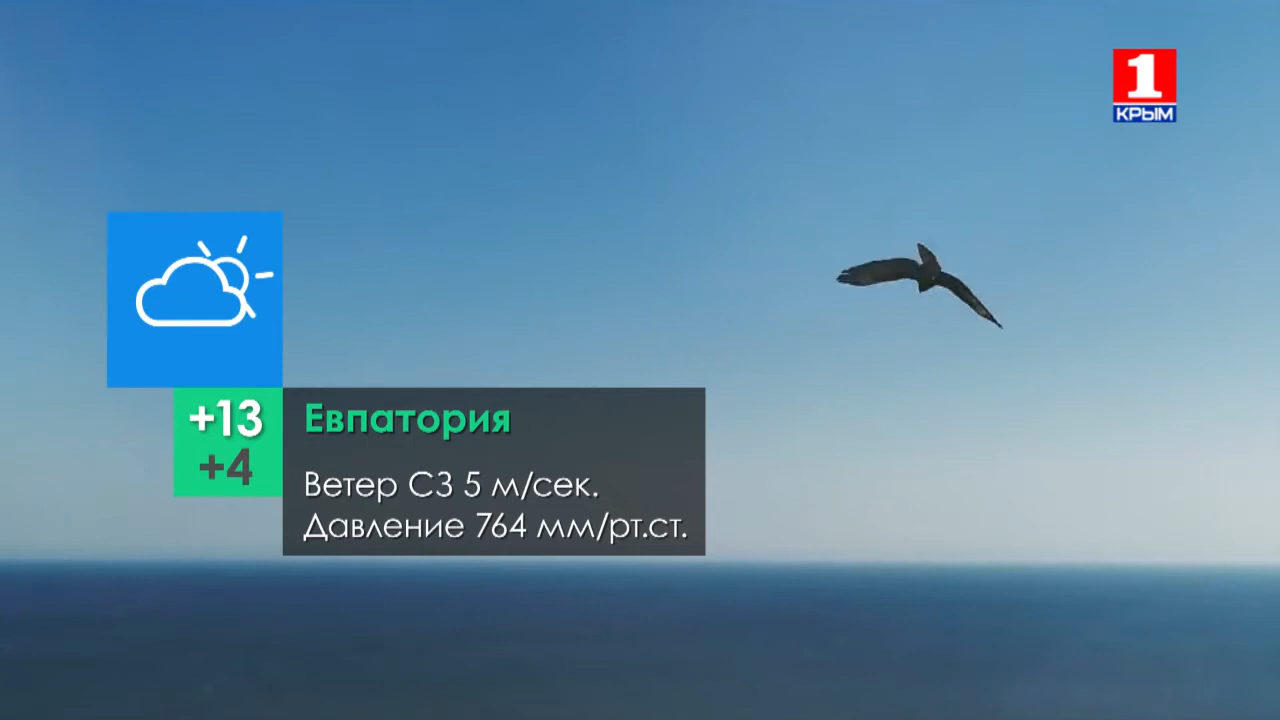 1
КРЫМ
+13
+4
Евпатория
Ветер СЗ 5 м/сек.
Давление 764 мм/рт.ст.